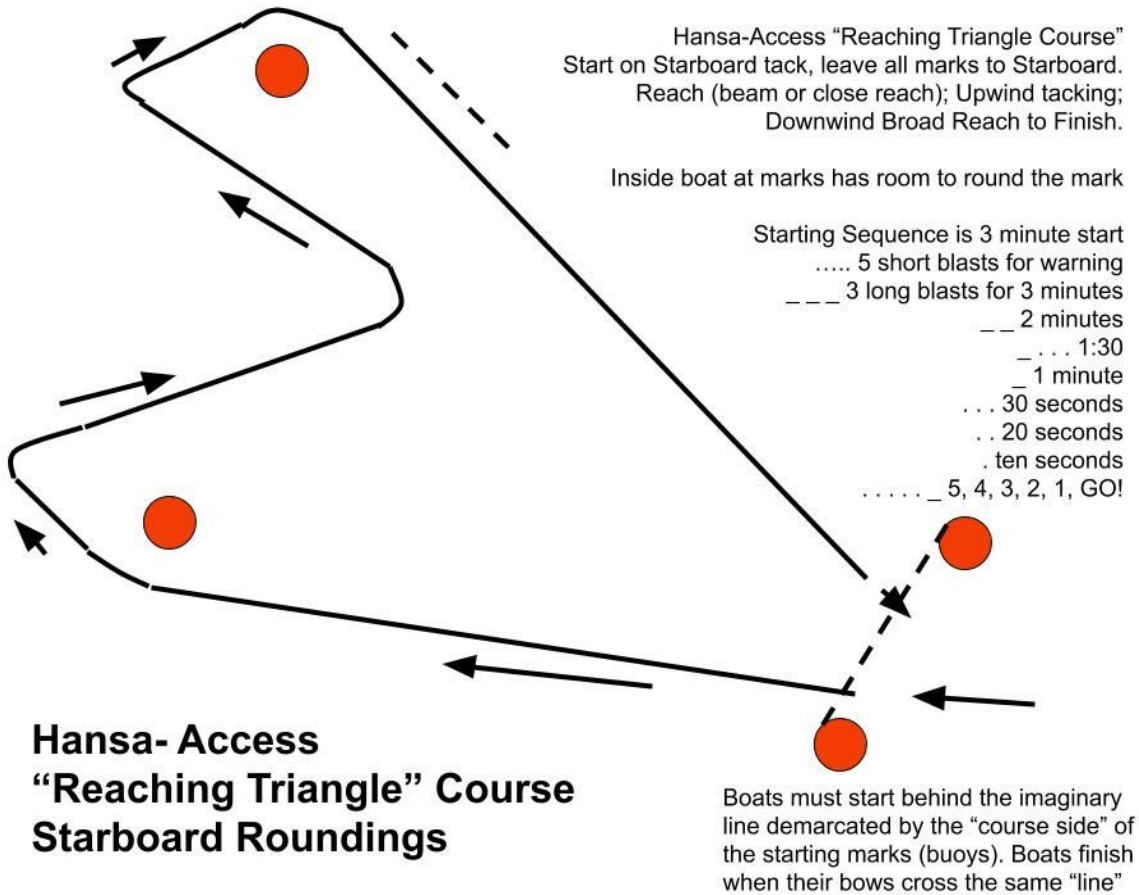 Hansa-Access “Reaching Triangle Course”
Start on Starboard tack, leave all marks to Starboard.
Reach (beam or close reach); Upwind tacking;
Downwind Broad Reach to Finish.
Inside boat at marks has room to round the mark
Starting Sequence is 3 minute start
..... 5 short blasts for warning
_ _ _ 3 long blasts for 3 minutes
_ _ 2 minutes
_ . . . 1:30
_ 1 minute
. . . 30 seconds
. . 20 seconds
. ten seconds
. . . . . _ 5, 4, 3, 2, 1, GO!
Hansa- Access
“Reaching Triangle” Course
Starboard Roundings
Boats must start behind the imaginary
line demarcated by the “course side” of
the starting marks (buoys). Boats finish
when their bows cross the same “line”